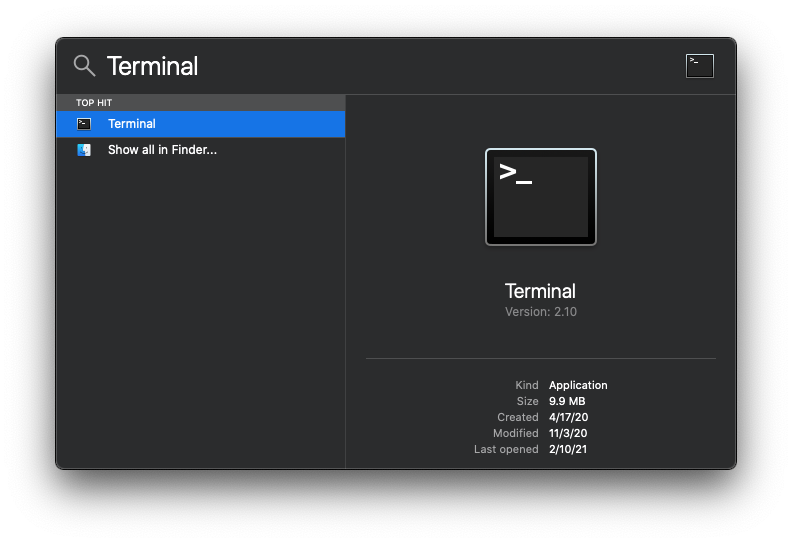 Terminal
TOP HIT
Terminal
Show all in Finder...
>_
Terminal
Version: 2.10
Kind Application
Size 9.9 MB
Created 4/17/20
Modified 11/3/20
Last opened 2/10/21